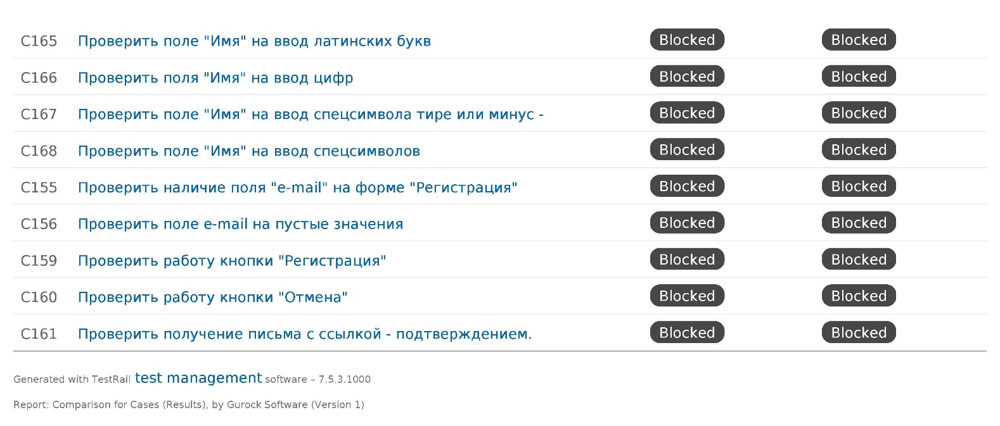 C165 Проверить поле "Имя" на ввод латинских букв Blocked Blocked
C166 Проверить поля "Имя" на ввод цифр Blocked Blocked
C167 Проверить поле "Имя" на ввод спецсимвола тире или минус - Blocked Blocked
C168 Проверить поле "Имя" на ввод спецсимволов Blocked Blocked
C155 Проверить наличие поля "e-mail" на форме "Регистрация" Blocked Blocked
C156 Проверить поле e-mail на пустые значения Blocked Blocked
C159 Проверить работу кнопки "Регистрация" Blocked Blocked
C160 Проверить работу кнопки "Отмена" Blocked Blocked
C161 Проверить получение письма с ссылкой - подтверждением. Blocked Blocked
Generated with TestRail test management software – 7.5.3.1000
Report: Comparison for Cases (Results), by Gurock Software (Version 1)